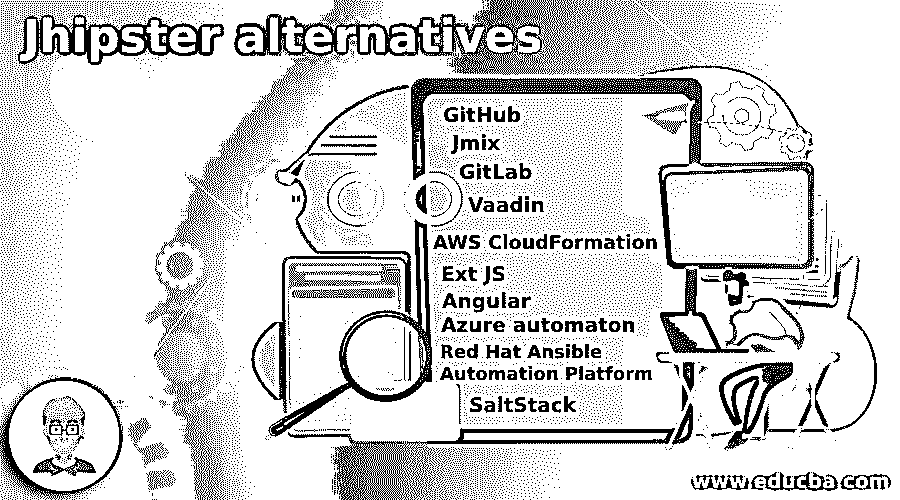 Jhipster alternatives
GitHub
Jmix
GitLab
Vaadin
AWS CloudFormation
Ext JS
Angular
Azure automaton
Red Hat Ansible
Automation Platform
SaltStack
www.educba.com